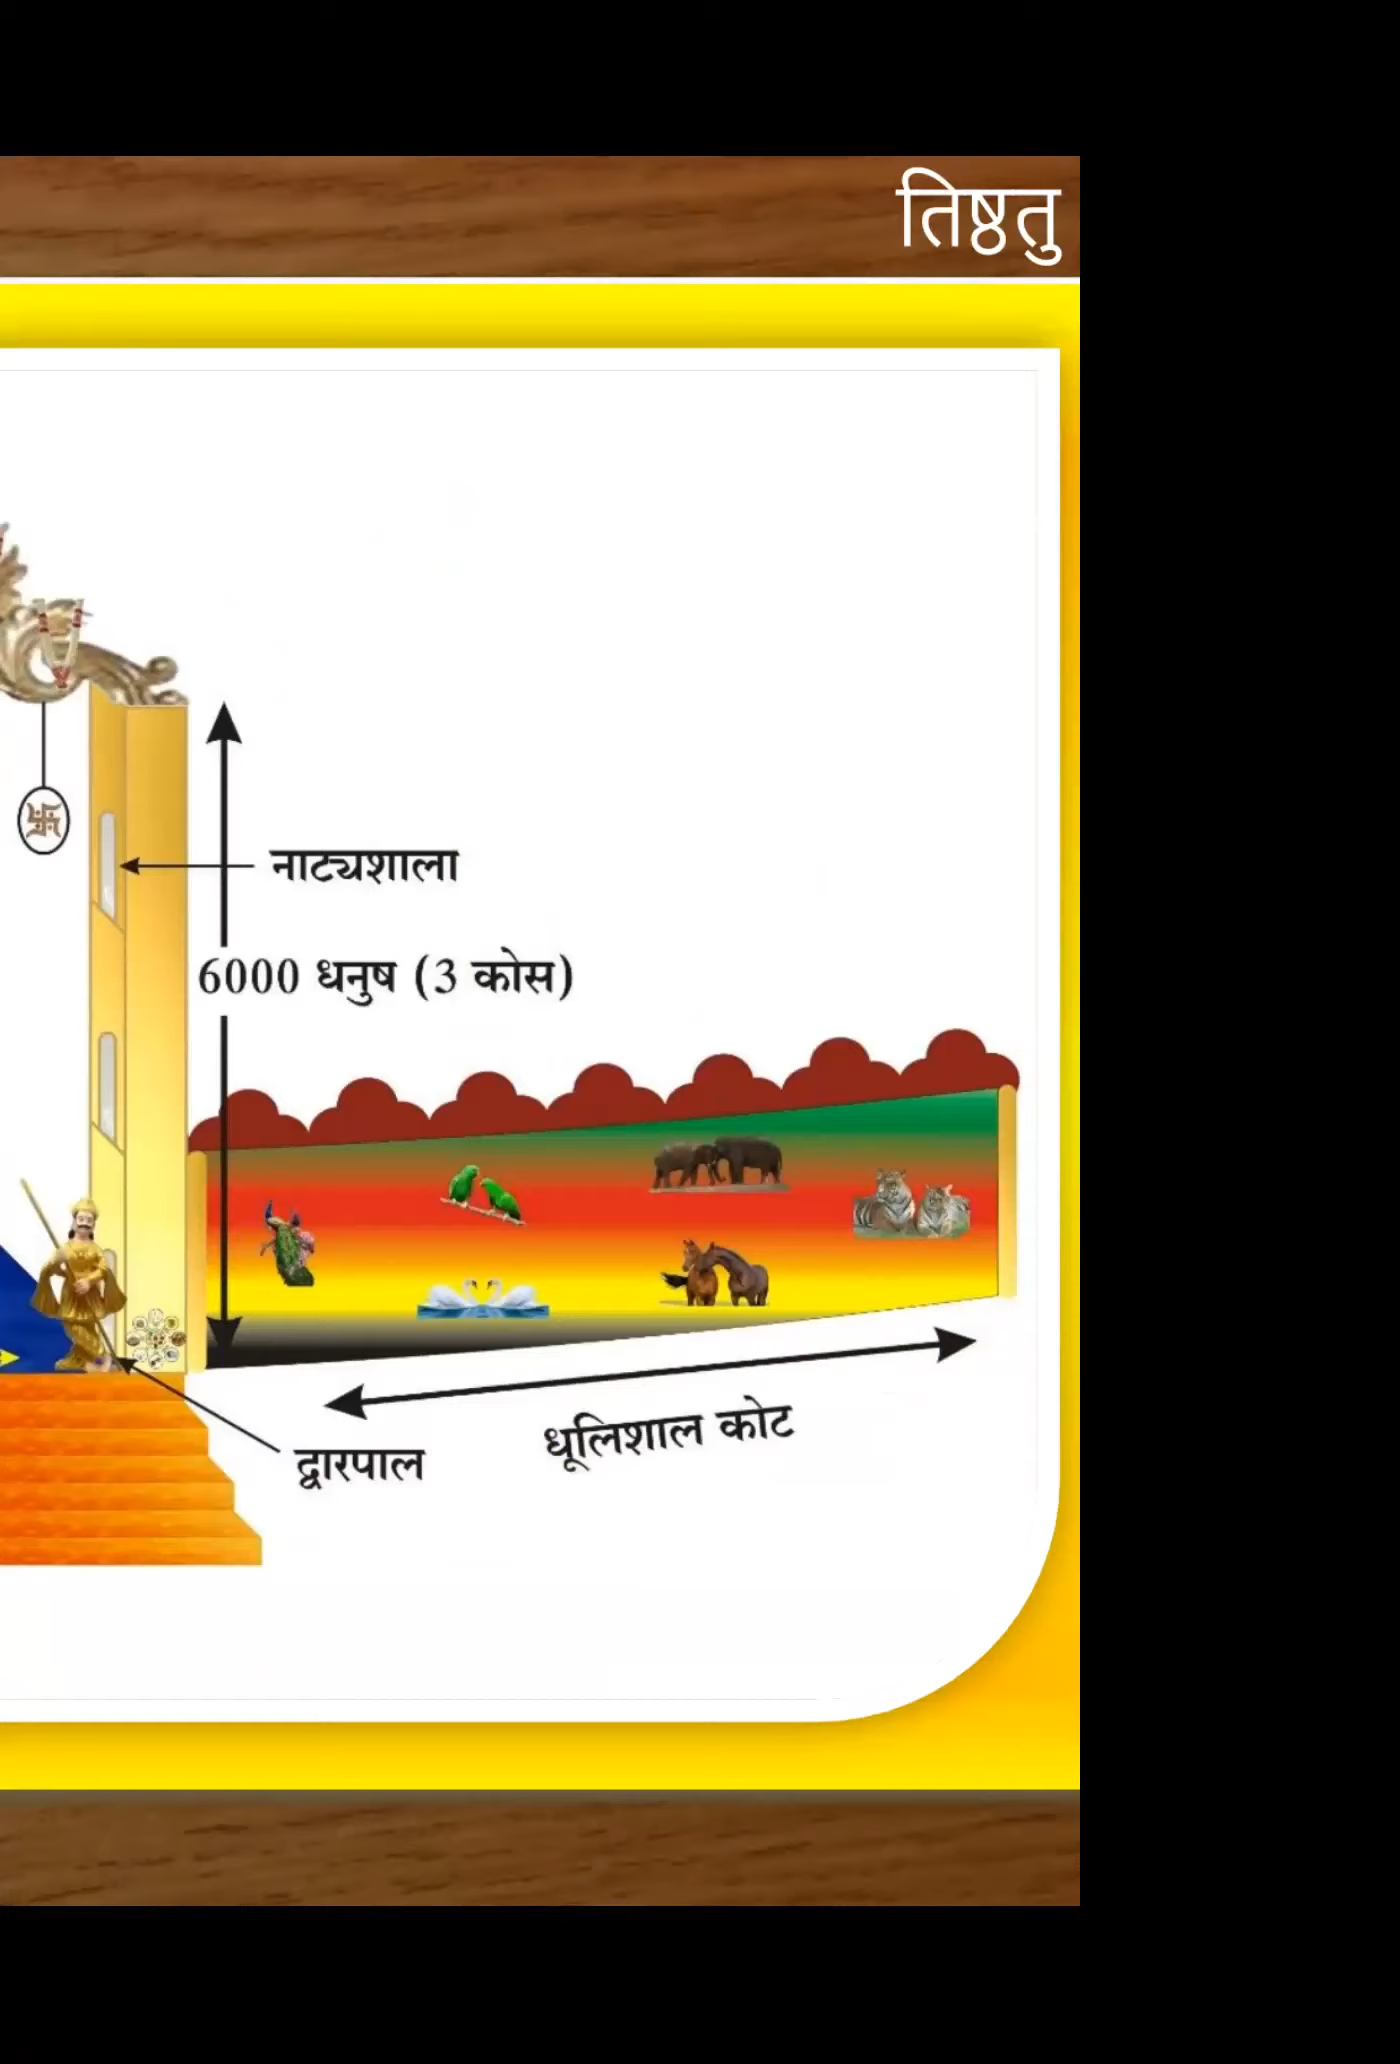 तिष्ठतु
नाट्यशाला
6000 धनुष (3 कोस)
धूलिशाल कोट
द्वारपाल